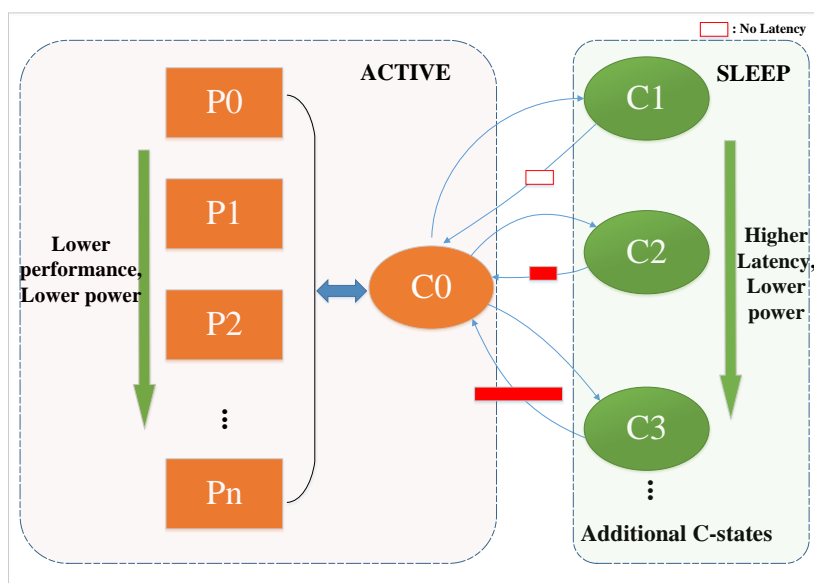 : No Latency
ACTIVE
SLEEP
P0
P1
P2
⋮
Pn
Lower
performance,
Lower power
C0
C1
C2
C3
⋮
Higher
Latency,
Lower
power
Additional C-states